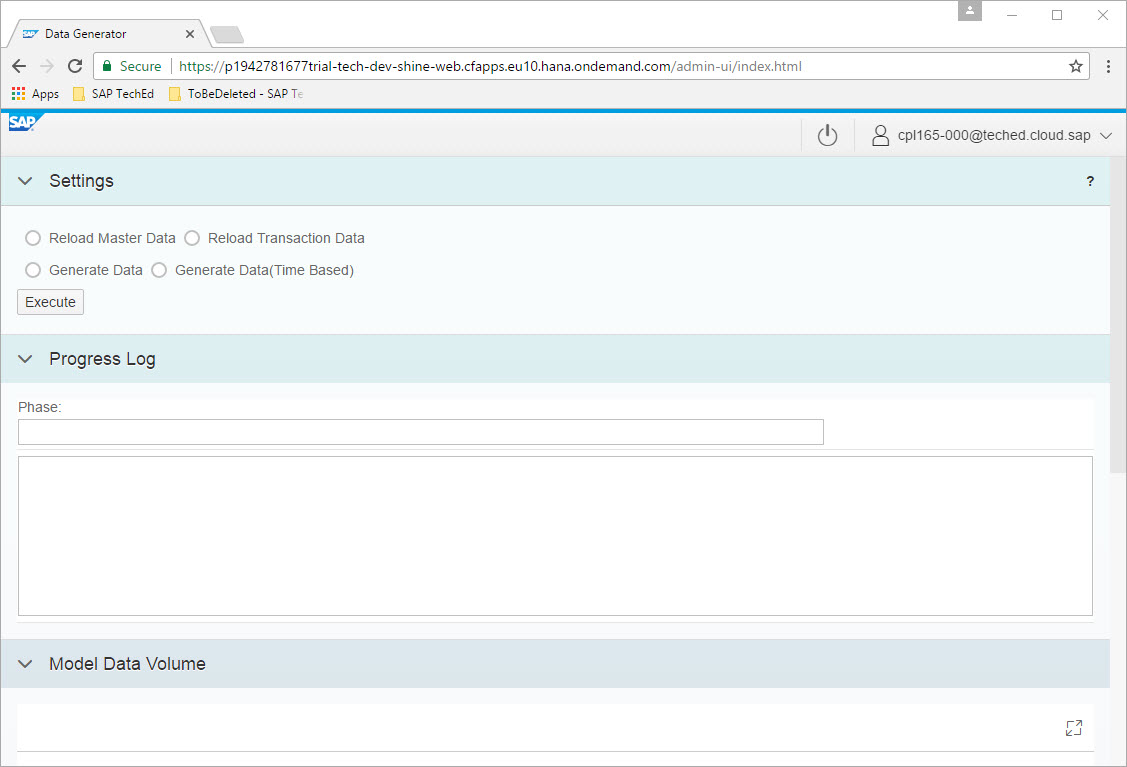 SAP Data Generator
Secure https://p1942781677trial-tech-dev-shine-web.cfapps.eu10.hana.ondemand.com/admin-ui/index.html
Apps SAP TechEd ToBeDeleted - SAP Te
SAP
cpl165-000@teched.cloud.sap
Settings ?
Reload Master Data Reload Transaction Data
Generate Data Generate Data(Time Based)
Execute
Progress Log
Phase:
Model Data Volume